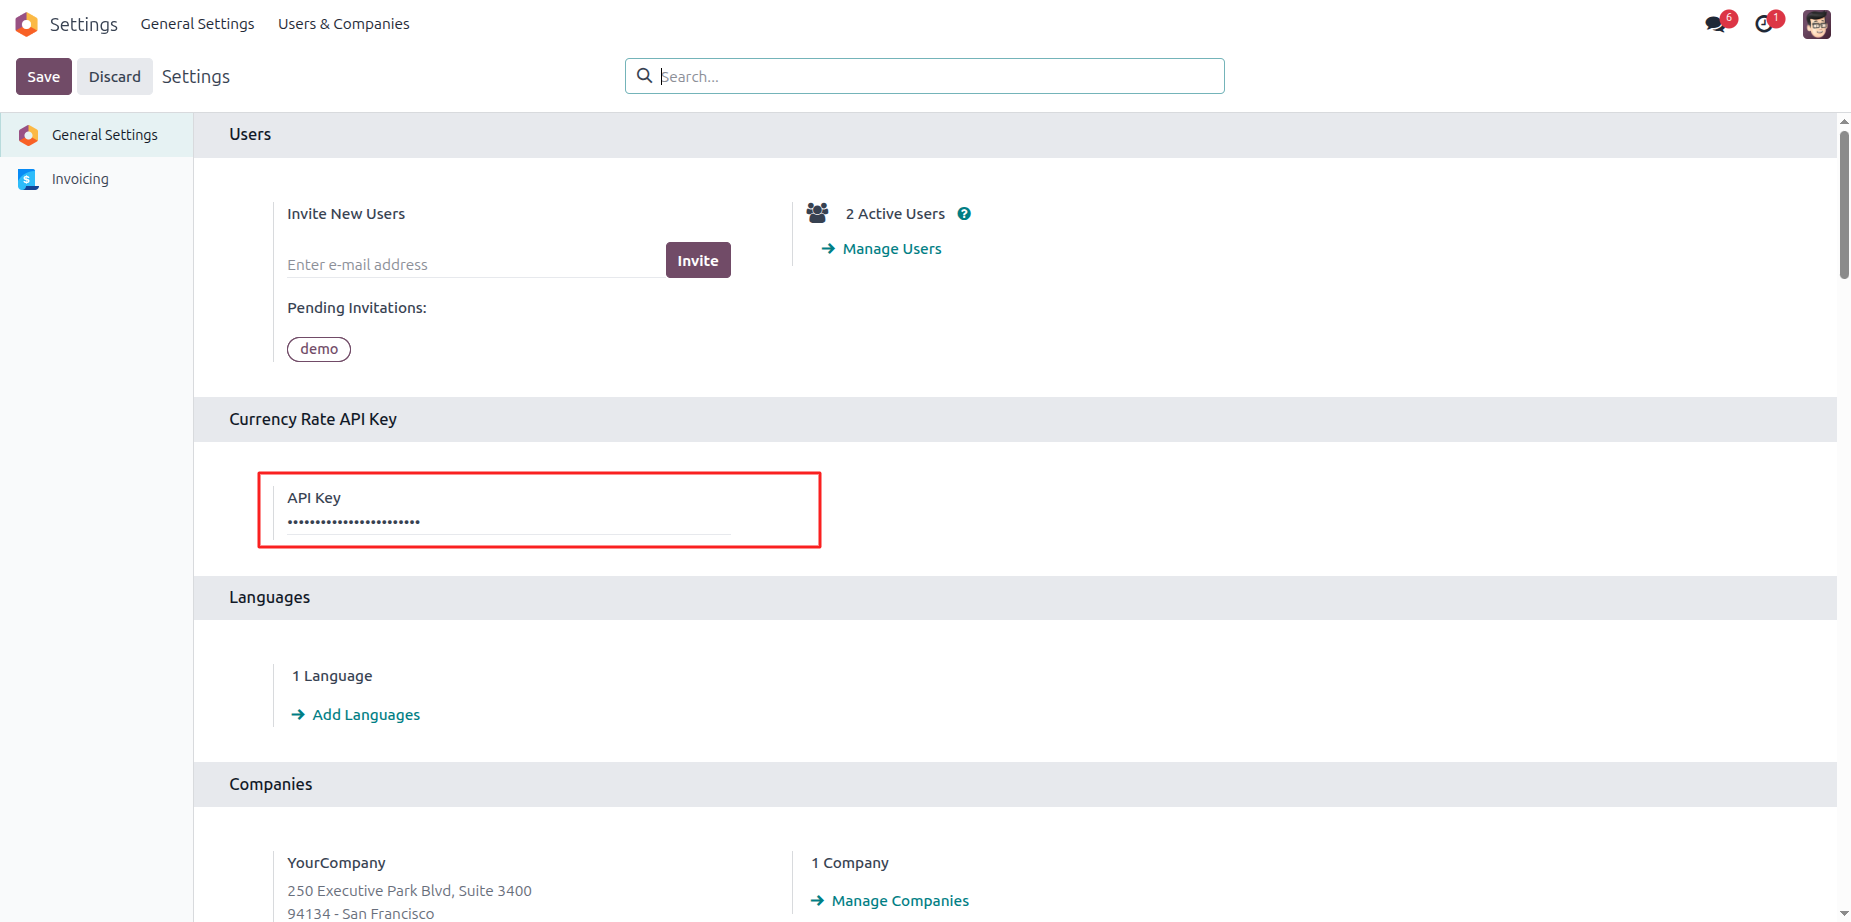 Settings General Settings Users & Companies 6 1
Save Discard Settings Search...
General Settings
Invoicing
Users
Invite New Users
Enter e-mail address Invite
Pending Invitations:
demo
2 Active Users ?
Manage Users
Currency Rate API Key
API Key
••••••••••••••••••••••••
Languages
1 Language
Add Languages
Companies
YourCompany
250 Executive Park Blvd, Suite 3400
94134 - San Francisco
1 Company
Manage Companies